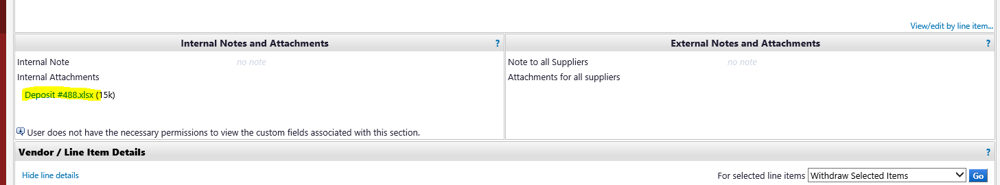 View/edit by line item...
Internal Notes and Attachments ?
External Notes and Attachments ?
Internal Note no note
Note to all Suppliers no note
Internal Attachments
Attachments for all suppliers
Deposit #488.xlsx (15k)
User does not have the necessary permissions to view the custom fields associated with this section.
Vendor / Line Item Details ?
Hide line details
For selected line items Withdraw Selected Items Go